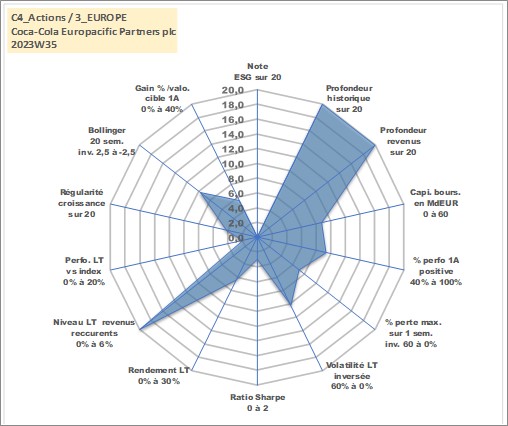 C4_Actions / 3_EUROPE
Coca-Cola Europacific Partners plc
2023W35
Note
ESG sur 20
Profondeur
historique
sur 20
Profondeur
revenus
sur 20
Capi. bours.
en MdEUR
0 à 60
% perfo 1A
positive
40% à 100%
% perte max.
sur 1 sem.
inv. 60 à 0%
Volatilité LT
inversée
60% à 0%
Ratio Sharpe
0 à 2
Rendement LT
0% à 30%
Niveau LT revenus
reccurents
0% à 6%
Perfo. LT
vs index
0% à 20%
Régularité
croissance
sur 20
Bollinger
20 sem.
inv. 2,5 à -2,5
Gain % /valo.
cible 1A
0% à 40%
20,0
18,0
16,0
14,0
12,0
10,0
8,0
6,0
4,0
2,0
0,0